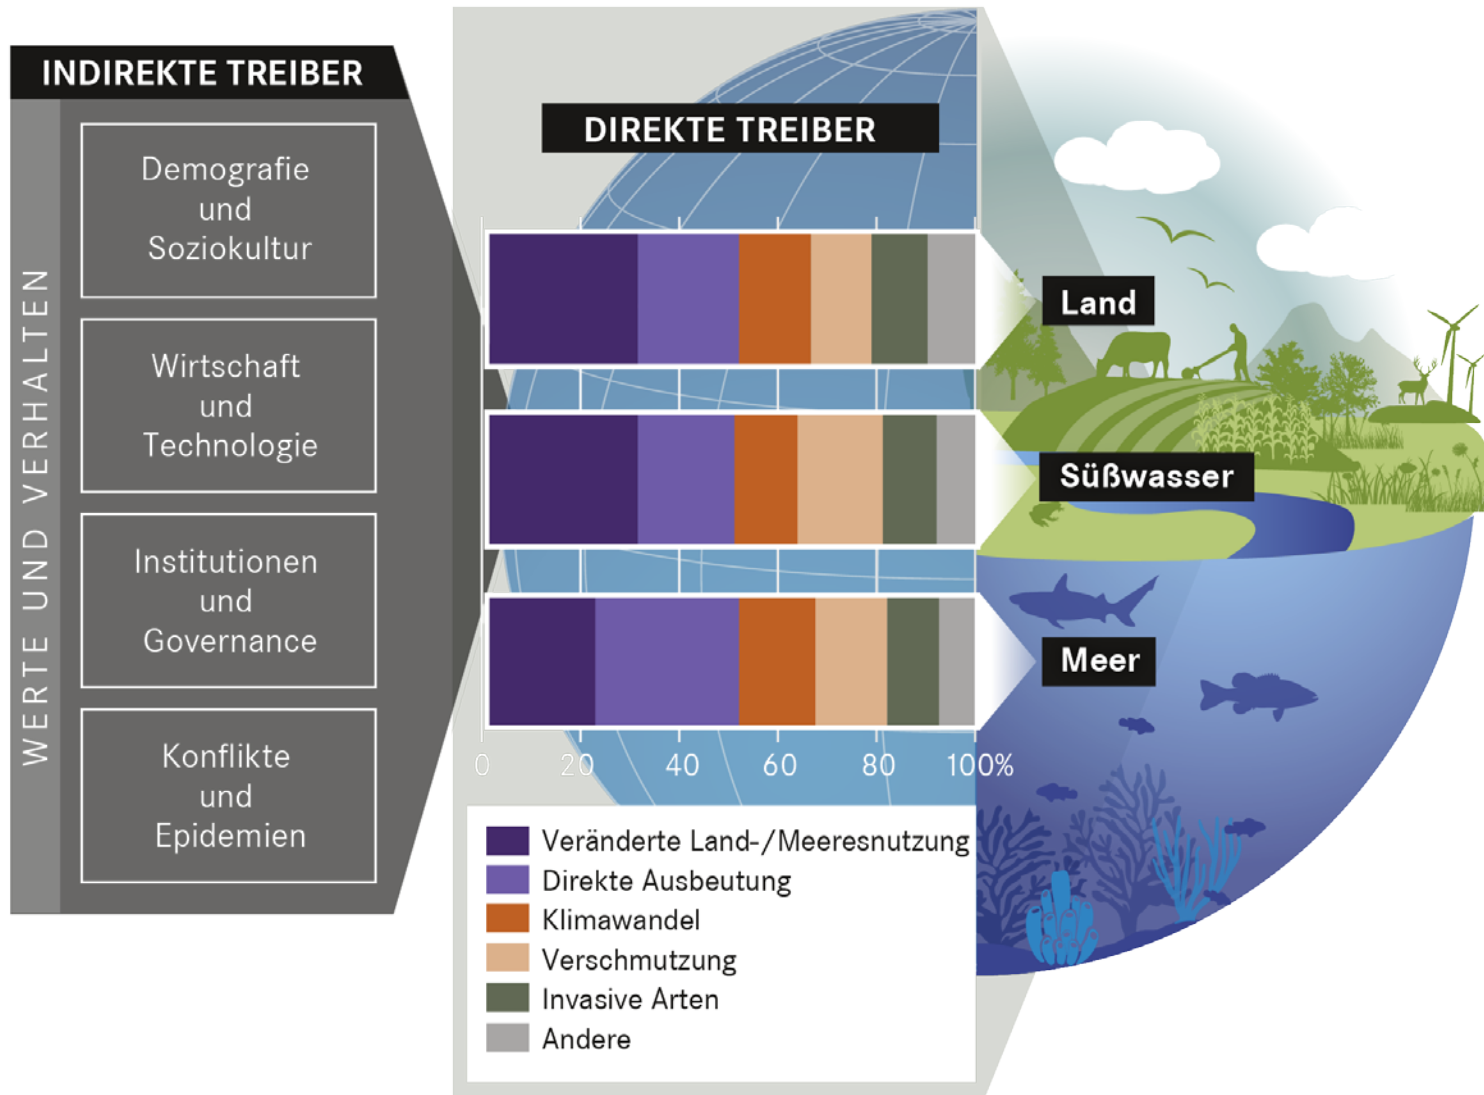 INDIREKTE TREIBER
WERTE UND VERHALTEN
Demografie
und
Soziokultur
Wirtschaft
und
Technologie
Institutionen
und
Governance
Konflikte
und
Epidemien
DIREKTE TREIBER
Land
Süßwasser
Meer
0 20 40 60 80 100%
Veränderte Land-/Meeresnutzung
Direkte Ausbeutung
Klimawandel
Verschmutzung
Invasive Arten
Andere